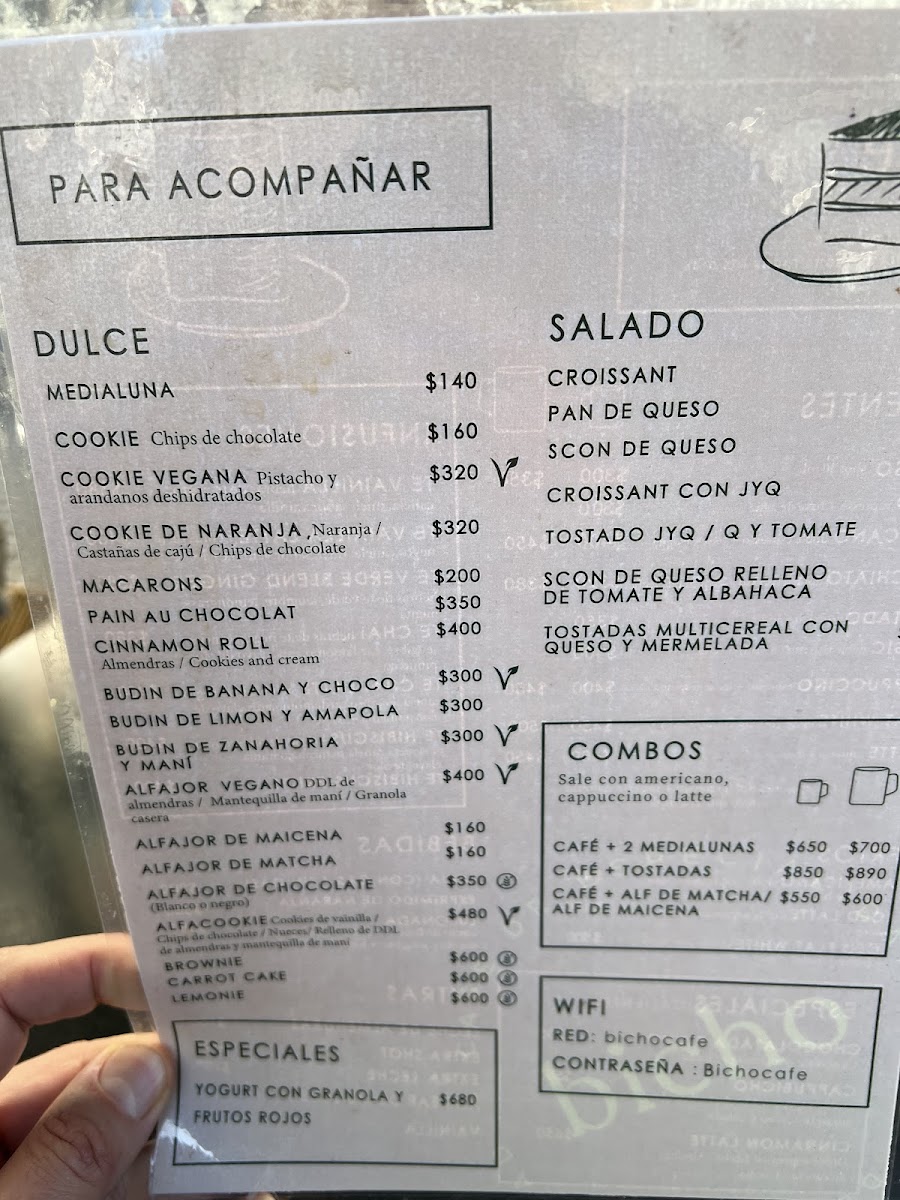 PARA ACOMPAÑAR
DULCE
MEDIALUNA $140
COOKIE Chips de chocolate $160
COOKIE VEGANA Pistacho y $320
arandanos deshidratados
COOKIE DE NARANJA, Naranja / $320
Castañas de cajú / Chips de chocolate
MACARONS $200
PAIN AU CHOCOLAT $350
CINNAMON ROLL $400
Almendras / Cookies and cream
BUDIN DE BANANA Y CHOCO $300
BUDIN DE LIMON Y AMAPOLA $300
BUDIN DE ZANAHORIA $300
Y MANÍ
ALFAJOR VEGANO DDL de $400
almendras / Mantequilla de maní / Granola
casera
ALFAJOR DE MAICENA $160
ALFAJOR DE MATCHA $160
ALFAJOR DE CHOCOLATE $350
(Blanco o negro)
ALFACOOKIE Cookies de vainilla / $480
Chips de chocolate / Nueces/ Relleno de DDL
de almendras y mantequilla de maní
BROWNIE $600
CARROT CAKE $600
LEMONIE $600
ESPECIALES
YOGURT CON GRANOLA Y $680
FRUTOS ROJOS
SALADO
CROISSANT
PAN DE QUESO
SCON DE QUESO
CROISSANT CON JYQ
TOSTADO JYQ / Q Y TOMATE
SCON DE QUESO RELLENO
DE TOMATE Y ALBAHACA
TOSTADAS MULTICEREAL CON
QUESO Y MERMELADA
COMBOS
Sale con americano,
cappuccino o latte
CAFÉ + 2 MEDIALUNAS $650 $700
CAFÉ + TOSTADAS $850 $890
CAFÉ + ALF DE MATCHA/ $550 $600
ALF DE MAICENA
WIFI
RED: bichocafe
CONTRASEÑA : Bichocafe
bicho